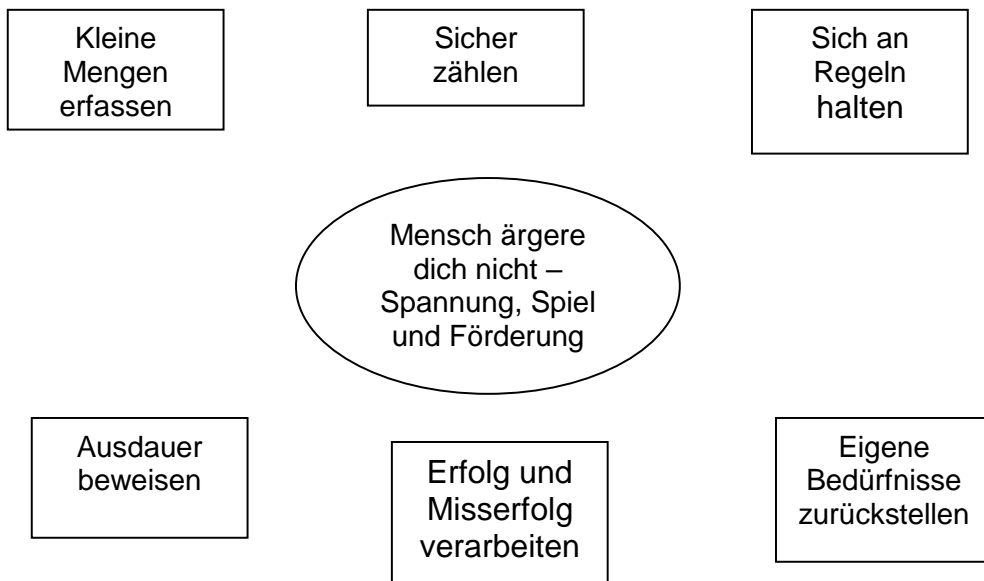 Kleine
Mengen
erfassen
Sicher
zählen
Sich an
Regeln
halten
Mensch ärgere
dich nicht –
Spannung, Spiel
und Förderung
Ausdauer
beweisen
Erfolg und
Misserfolg
verarbeiten
Eigene
Bedürfnisse
zurückstellen